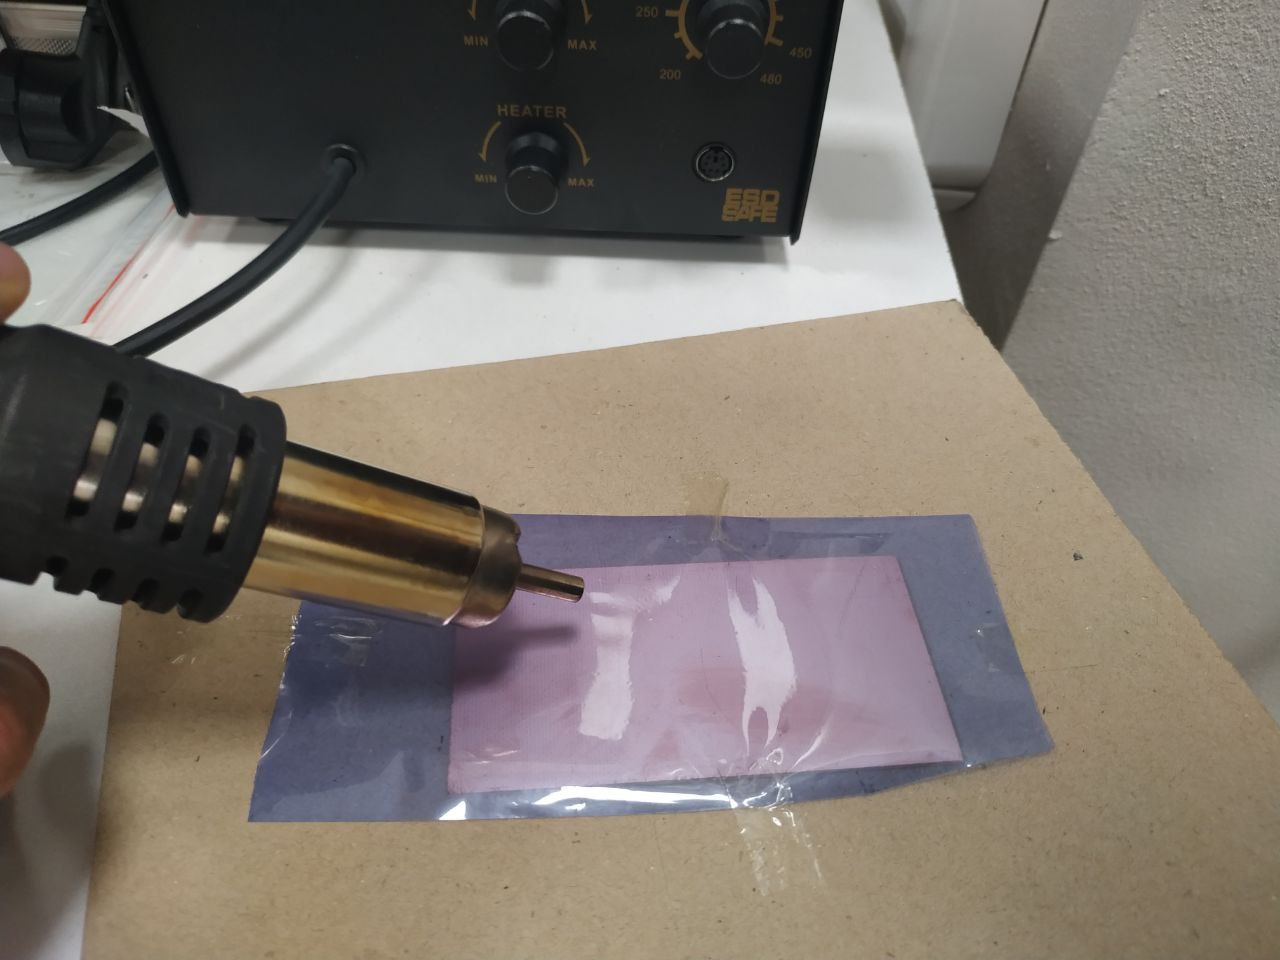 MIN MAX
250
450
200
480
HEATER
MIN MAX
ESD
SAFE